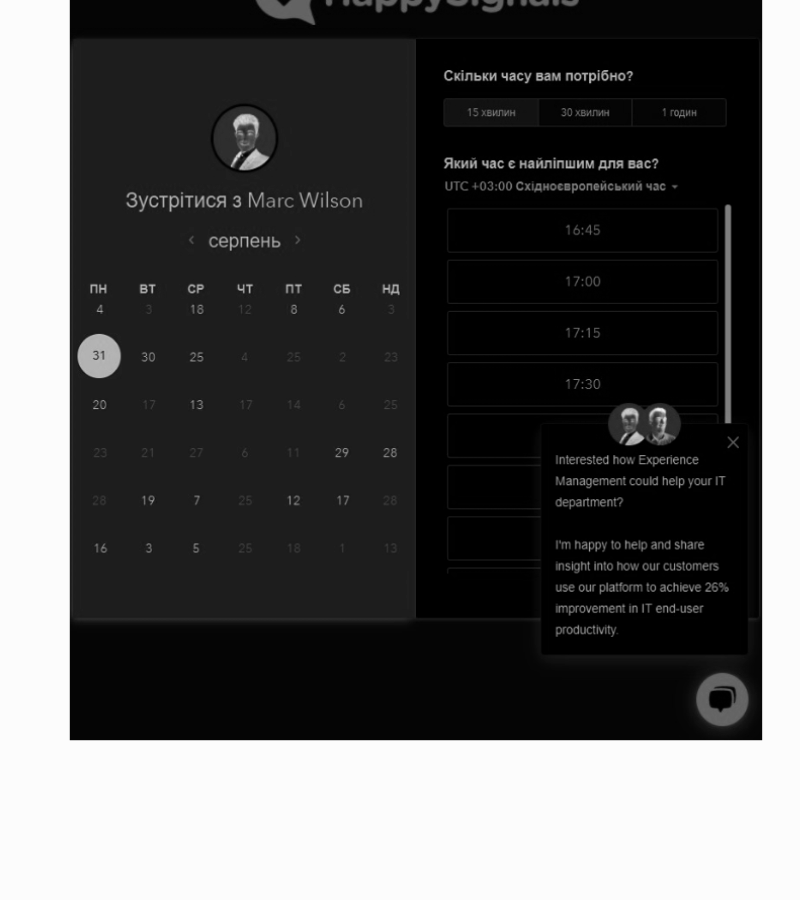 HappySignals
Зустрітися з Marc Wilson
серпень
ПН ВТ СР ЧТ ПТ СБ НД
4 3 18 12 8 6 3
31 30 25 4 25 2 23
20 17 13 17 14 6 25
23 21 27 6 11 29 28
28 19 7 25 12 17 28
16 3 5 25 18 1 13
Скільки часу вам потрібно?
15 хвилин 30 хвилин 1 годин
Який час є найліпшим для вас?
UTC +03:00 Східноєвропейський час
16:45
17:00
17:15
17:30
Interested how Experience
Management could help your IT
department?
I'm happy to help and share
insight into how our customers
use our platform to achieve 26%
improvement in IT end-user
productivity.